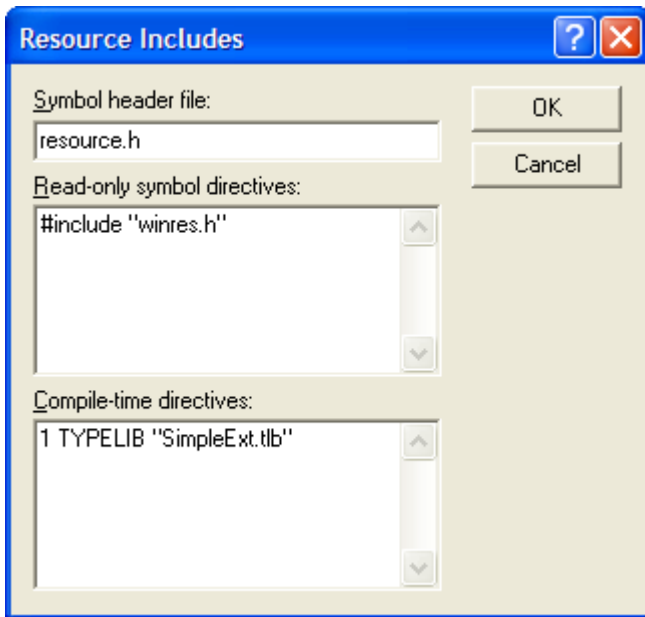 Resource Includes
Symbol header file:
OK
resource.h
Cancel
Read-only symbol directives:
#include "winres.h"
Compile-time directives:
1 TYPELIB "SimpleExt.tlb"